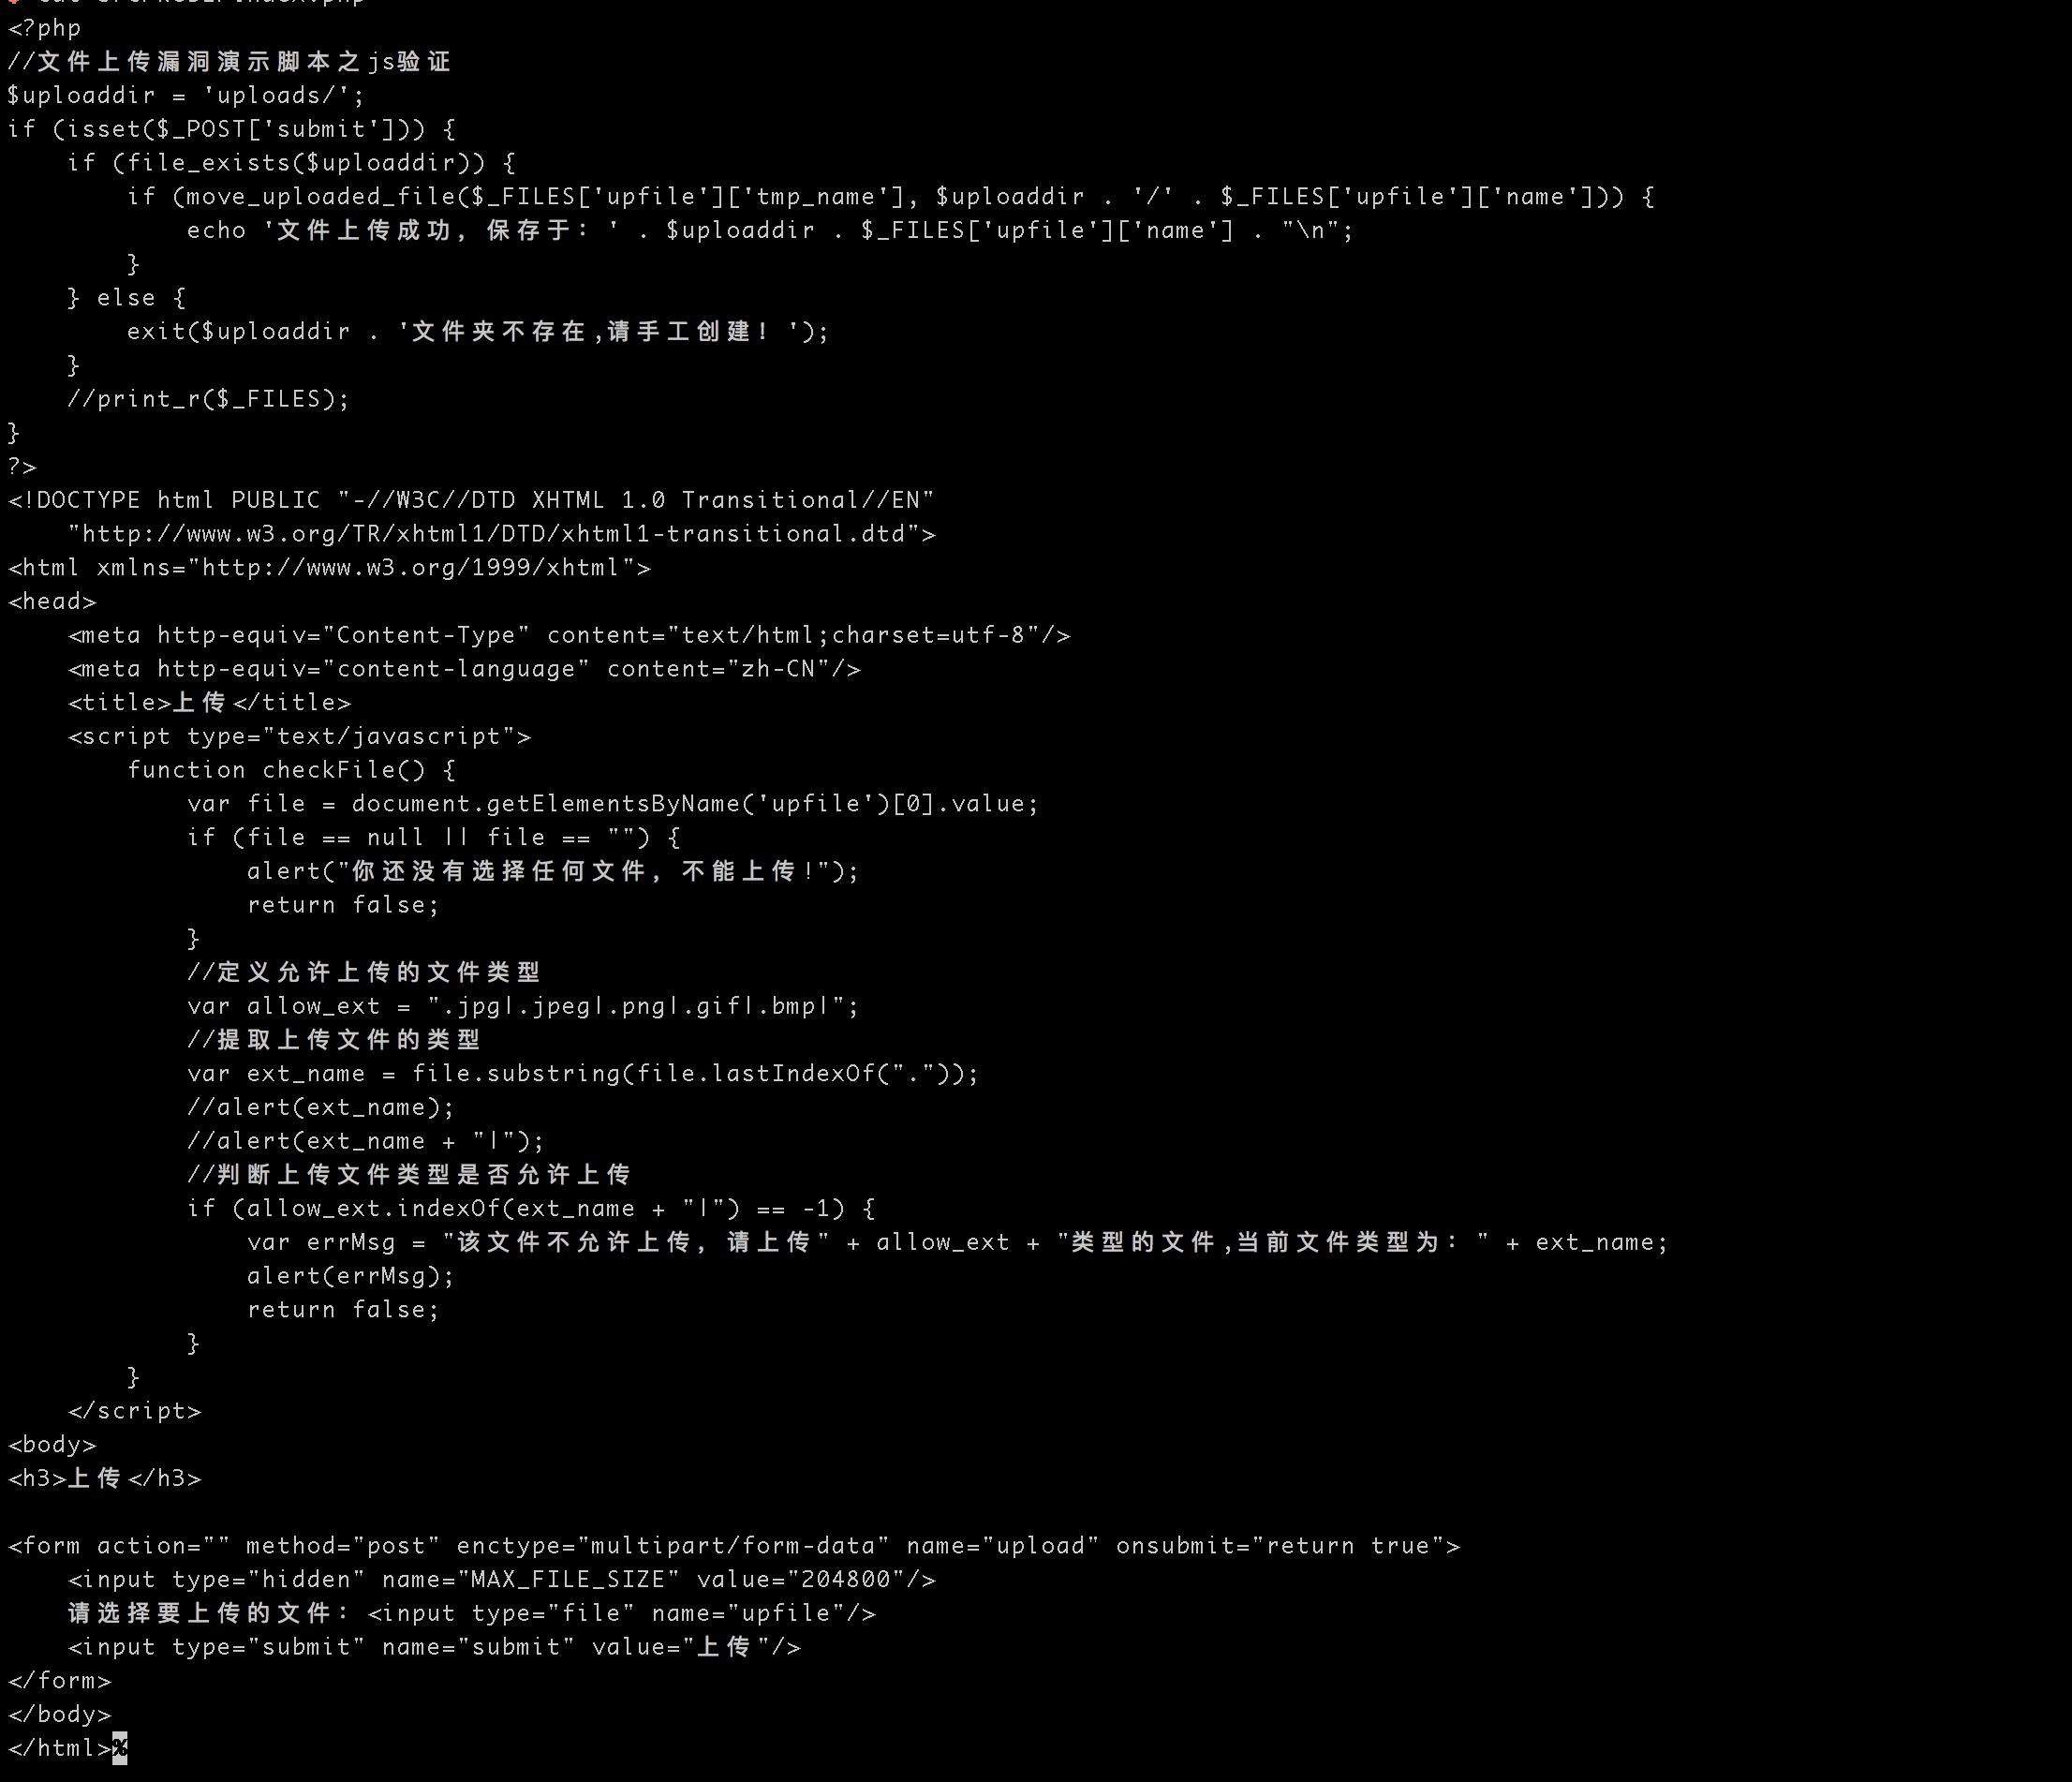 <?php
//文件上传漏洞演示脚本之js验证
$uploaddir = 'uploads/';
if (isset($_POST['submit'])) {
    if (file_exists($uploaddir)) {
        if (move_uploaded_file($_FILES['upfile']['tmp_name'], $uploaddir . '/' . $_FILES['upfile']['name'])) {
            echo '文件上传成功，保存于：' . $uploaddir . $_FILES['upfile']['name'] . "\n";
        }
    } else {
        exit($uploaddir . '文件夹不存在,请手工创建！');
    }
    //print_r($_FILES);
}
?>
<!DOCTYPE html PUBLIC "-//W3C//DTD XHTML 1.0 Transitional//EN"
    "http://www.w3.org/TR/xhtml1/DTD/xhtml1-transitional.dtd">
<html xmlns="http://www.w3.org/1999/xhtml">
<head>
    <meta http-equiv="Content-Type" content="text/html;charset=utf-8"/>
    <meta http-equiv="content-language" content="zh-CN"/>
    <title>上传</title>
    <script type="text/javascript">
        function checkFile() {
            var file = document.getElementsByName('upfile')[0].value;
            if (file == null || file == "") {
                alert("你还没有选择任何文件，不能上传!");
                return false;
            }
            //定义允许上传的文件类型
            var allow_ext = ".jpg|.jpeg|.png|.gif|.bmp|";
            //提取上传文件的类型
            var ext_name = file.substring(file.lastIndexOf("."));
            //alert(ext_name);
            //alert(ext_name + "|");
            //判断上传文件类型是否允许上传
            if (allow_ext.indexOf(ext_name + "|") == -1) {
                var errMsg = "该文件不允许上传，请上传" + allow_ext + "类型的文件,当前文件类型为：" + ext_name;
                alert(errMsg);
                return false;
            }
        }
    </script>
<body>
<h3>上传</h3>

<form action="" method="post" enctype="multipart/form-data" name="upload" onsubmit="return true">
    <input type="hidden" name="MAX_FILE_SIZE" value="204800"/>
    请选择要上传的文件：<input type="file" name="upfile"/>
    <input type="submit" name="submit" value="上传"/>
</form>
</body>
</html>%